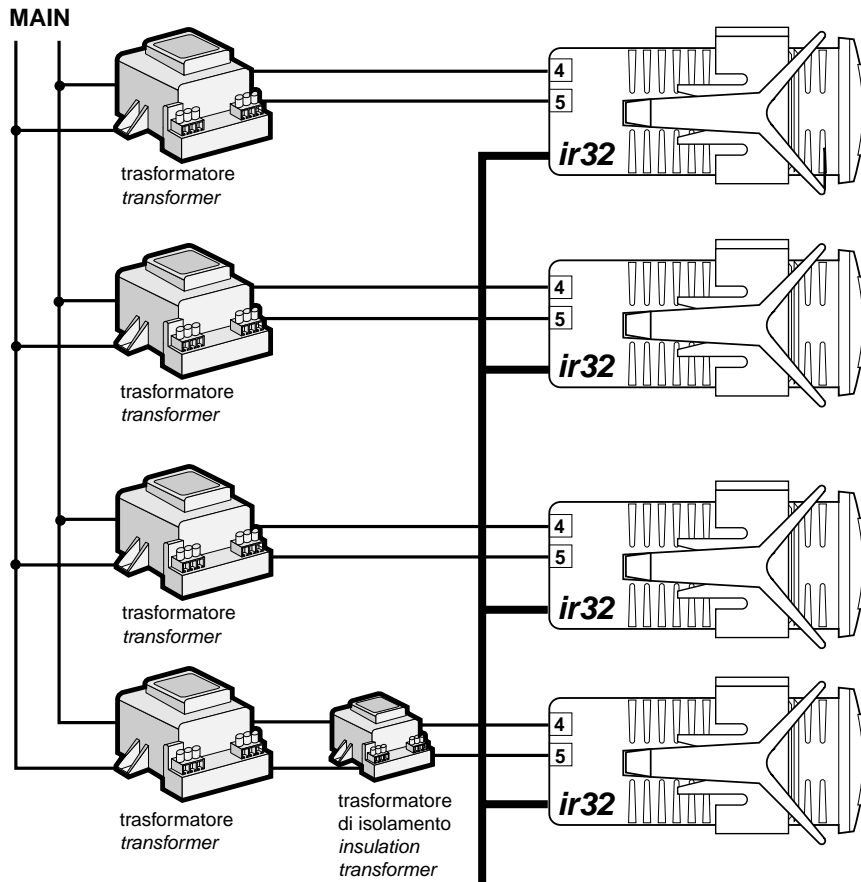 MAIN
4
5
ir32
trasformatore
transformer
4
5
ir32
trasformatore
transformer
4
5
ir32
trasformatore
transformer
4
5
ir32
trasformatore
transformer
trasformatore
di isolamento
insulation
transformer